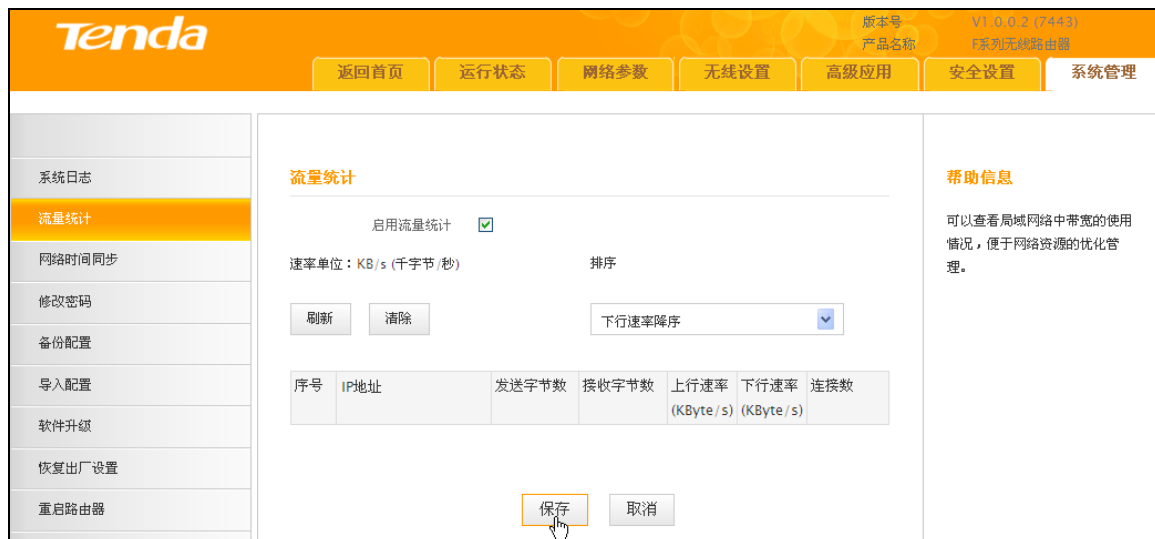 Tenda
版本号 V1.0.0.2 (7443)
产品名称 F系列无线路由器
返回首页 运行状态 网络参数 无线设置 高级应用 安全设置 系统管理
系统日志
流量统计
网络时间同步
修改密码
备份配置
导入配置
软件升级
恢复出厂设置
重启路由器
流量统计
启用流量统计
速率单位：KB/s (千字节/秒) 排序
刷新 清除 下行速率降序
序号 IP地址 发送字节数 接收字节数 上行速率 下行速率 连接数
(KByte/s) (KByte/s)
保存 取消
帮助信息
可以查看局域网络中带宽的使用
情况，便于网络资源的优化管
理。